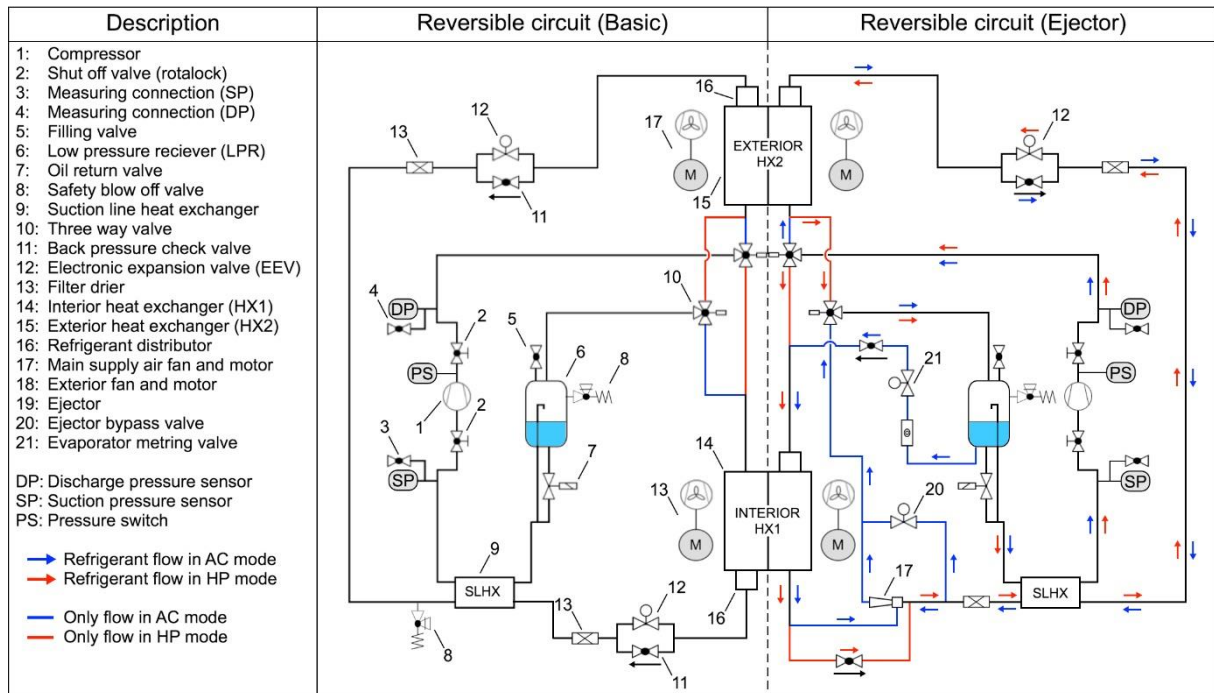 Description
1: Compressor
2: Shut off valve (rotalock)
3: Measuring connection (SP)
4: Measuring connection (DP)
5: Filling valve
6: Low pressure reciever (LPR)
7: Oil return valve
8: Safety blow off valve
9: Suction line heat exchanger
10: Three way valve
11: Back pressure check valve
12: Electronic expansion valve (EEV)
13: Filter drier
14: Interior heat exchanger (HX1)
15: Exterior heat exchanger (HX2)
16: Refrigerant distributor
17: Main supply air fan and motor
18: Exterior fan and motor
19: Ejector
20: Ejector bypass valve
21: Evaporator metring valve
DP: Discharge pressure sensor
SP: Suction pressure sensor
PS: Pressure switch
Refrigerant flow in AC mode
Refrigerant flow in HP mode
Only flow in AC mode
Only flow in HP mode
Reversible circuit (Basic)
13
12
11
16
17
M
15
EXTERIOR
HX2
4
DP
2
10
5
6
8
PS
1
2
3
SP
7
14
13
M
INTERIOR
HX1
9
SLHX
8
13
12
11
16
Reversible circuit (Ejector)
M
12
DP
21
PS
SP
20
M
17
SLHX